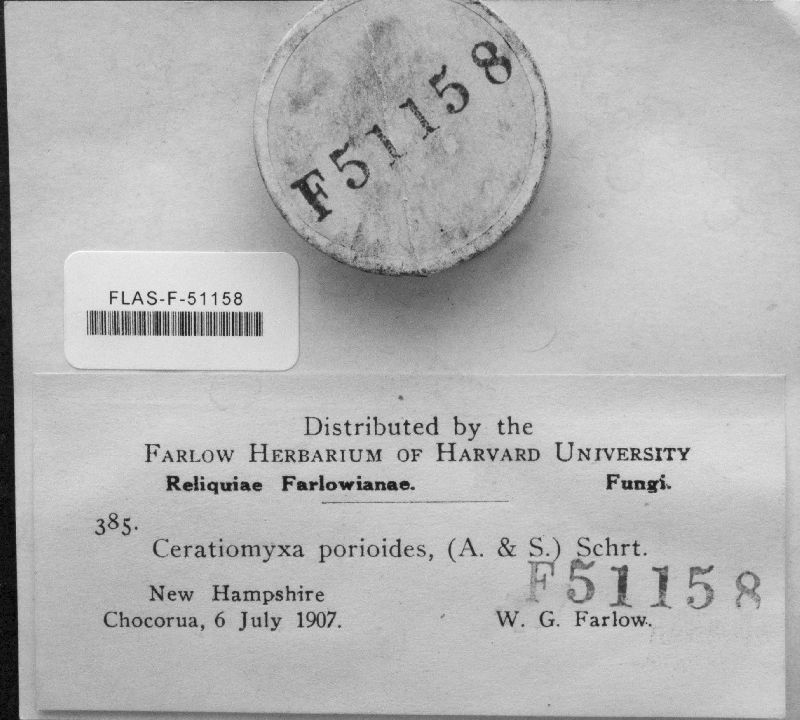 F51158
FLAS-F-51158
Distributed by the
FARLOW HERBARIUM OF HARVARD UNIVERSITY
Reliquiae Farlowianae. Fungi.
385.
Ceratiomyxa porioides, (A. & S.) Schrt.
F51158
New Hampshire
Chocorua, 6 July 1907. W. G. Farlow.